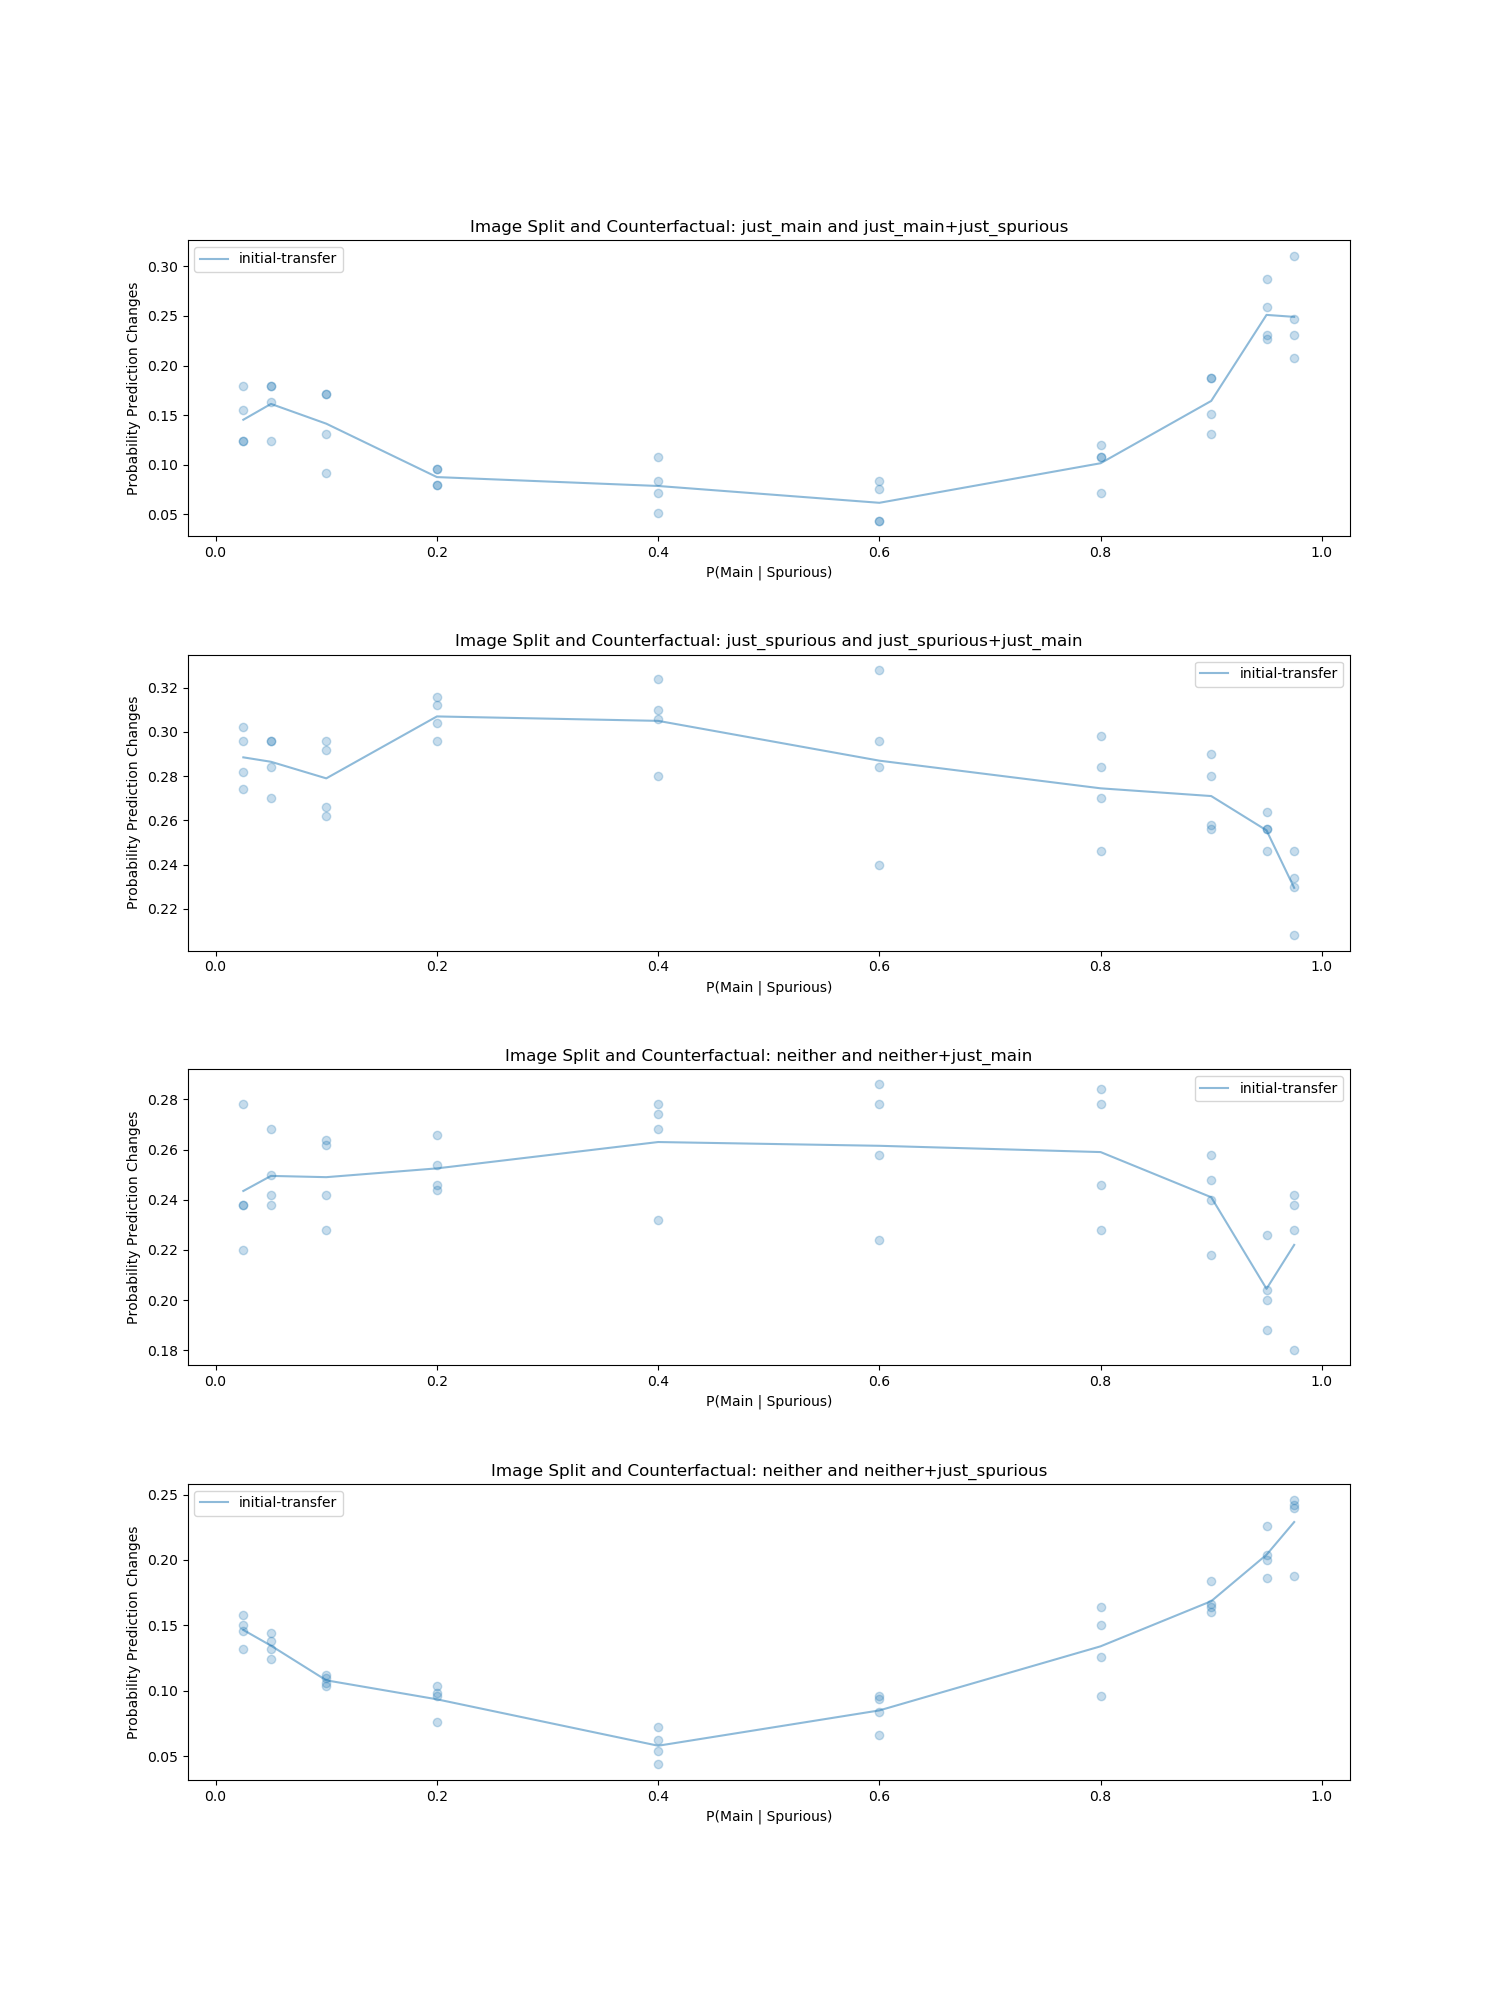 Image Split and Counterfactual: just_main and just_main+just_spurious
initial-transfer
Probability Prediction Changes
0.30
0.25
0.20
0.15
0.10
0.05
0.0 0.2 0.4 0.6 0.8 1.0
P(Main | Spurious)
Image Split and Counterfactual: just_spurious and just_spurious+just_main
initial-transfer
Probability Prediction Changes
0.32
0.30
0.28
0.26
0.24
0.22
0.0 0.2 0.4 0.6 0.8 1.0
P(Main | Spurious)
Image Split and Counterfactual: neither and neither+just_main
initial-transfer
Probability Prediction Changes
0.28
0.26
0.24
0.22
0.20
0.18
0.0 0.2 0.4 0.6 0.8 1.0
P(Main | Spurious)
Image Split and Counterfactual: neither and neither+just_spurious
initial-transfer
Probability Prediction Changes
0.25
0.20
0.15
0.10
0.05
0.0 0.2 0.4 0.6 0.8 1.0
P(Main | Spurious)